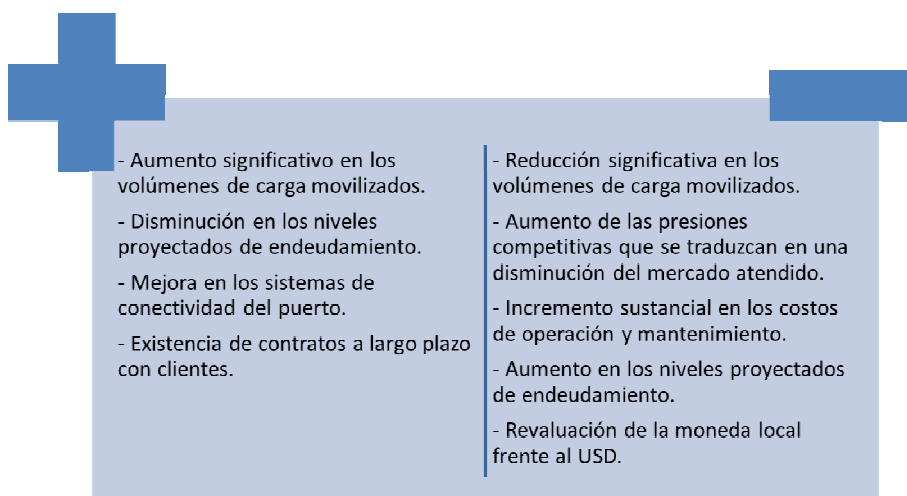 - Aumento significativo en los
volúmenes de carga movilizados.
- Disminución en los niveles
proyectados de endeudamiento.
- Mejora en los sistemas de
conectividad del puerto.
- Existencia de contratos a largo plazo
con clientes.
- Reducción significativa en los
volúmenes de carga movilizados.
- Aumento de las presiones
competitivas que se traduzcan en una
disminución del mercado atendido.
- Incremento sustancial en los costos
de operación y mantenimiento.
- Aumento en los niveles proyectados
de endeudamiento.
- Revaluación de la moneda local
frente al USD.